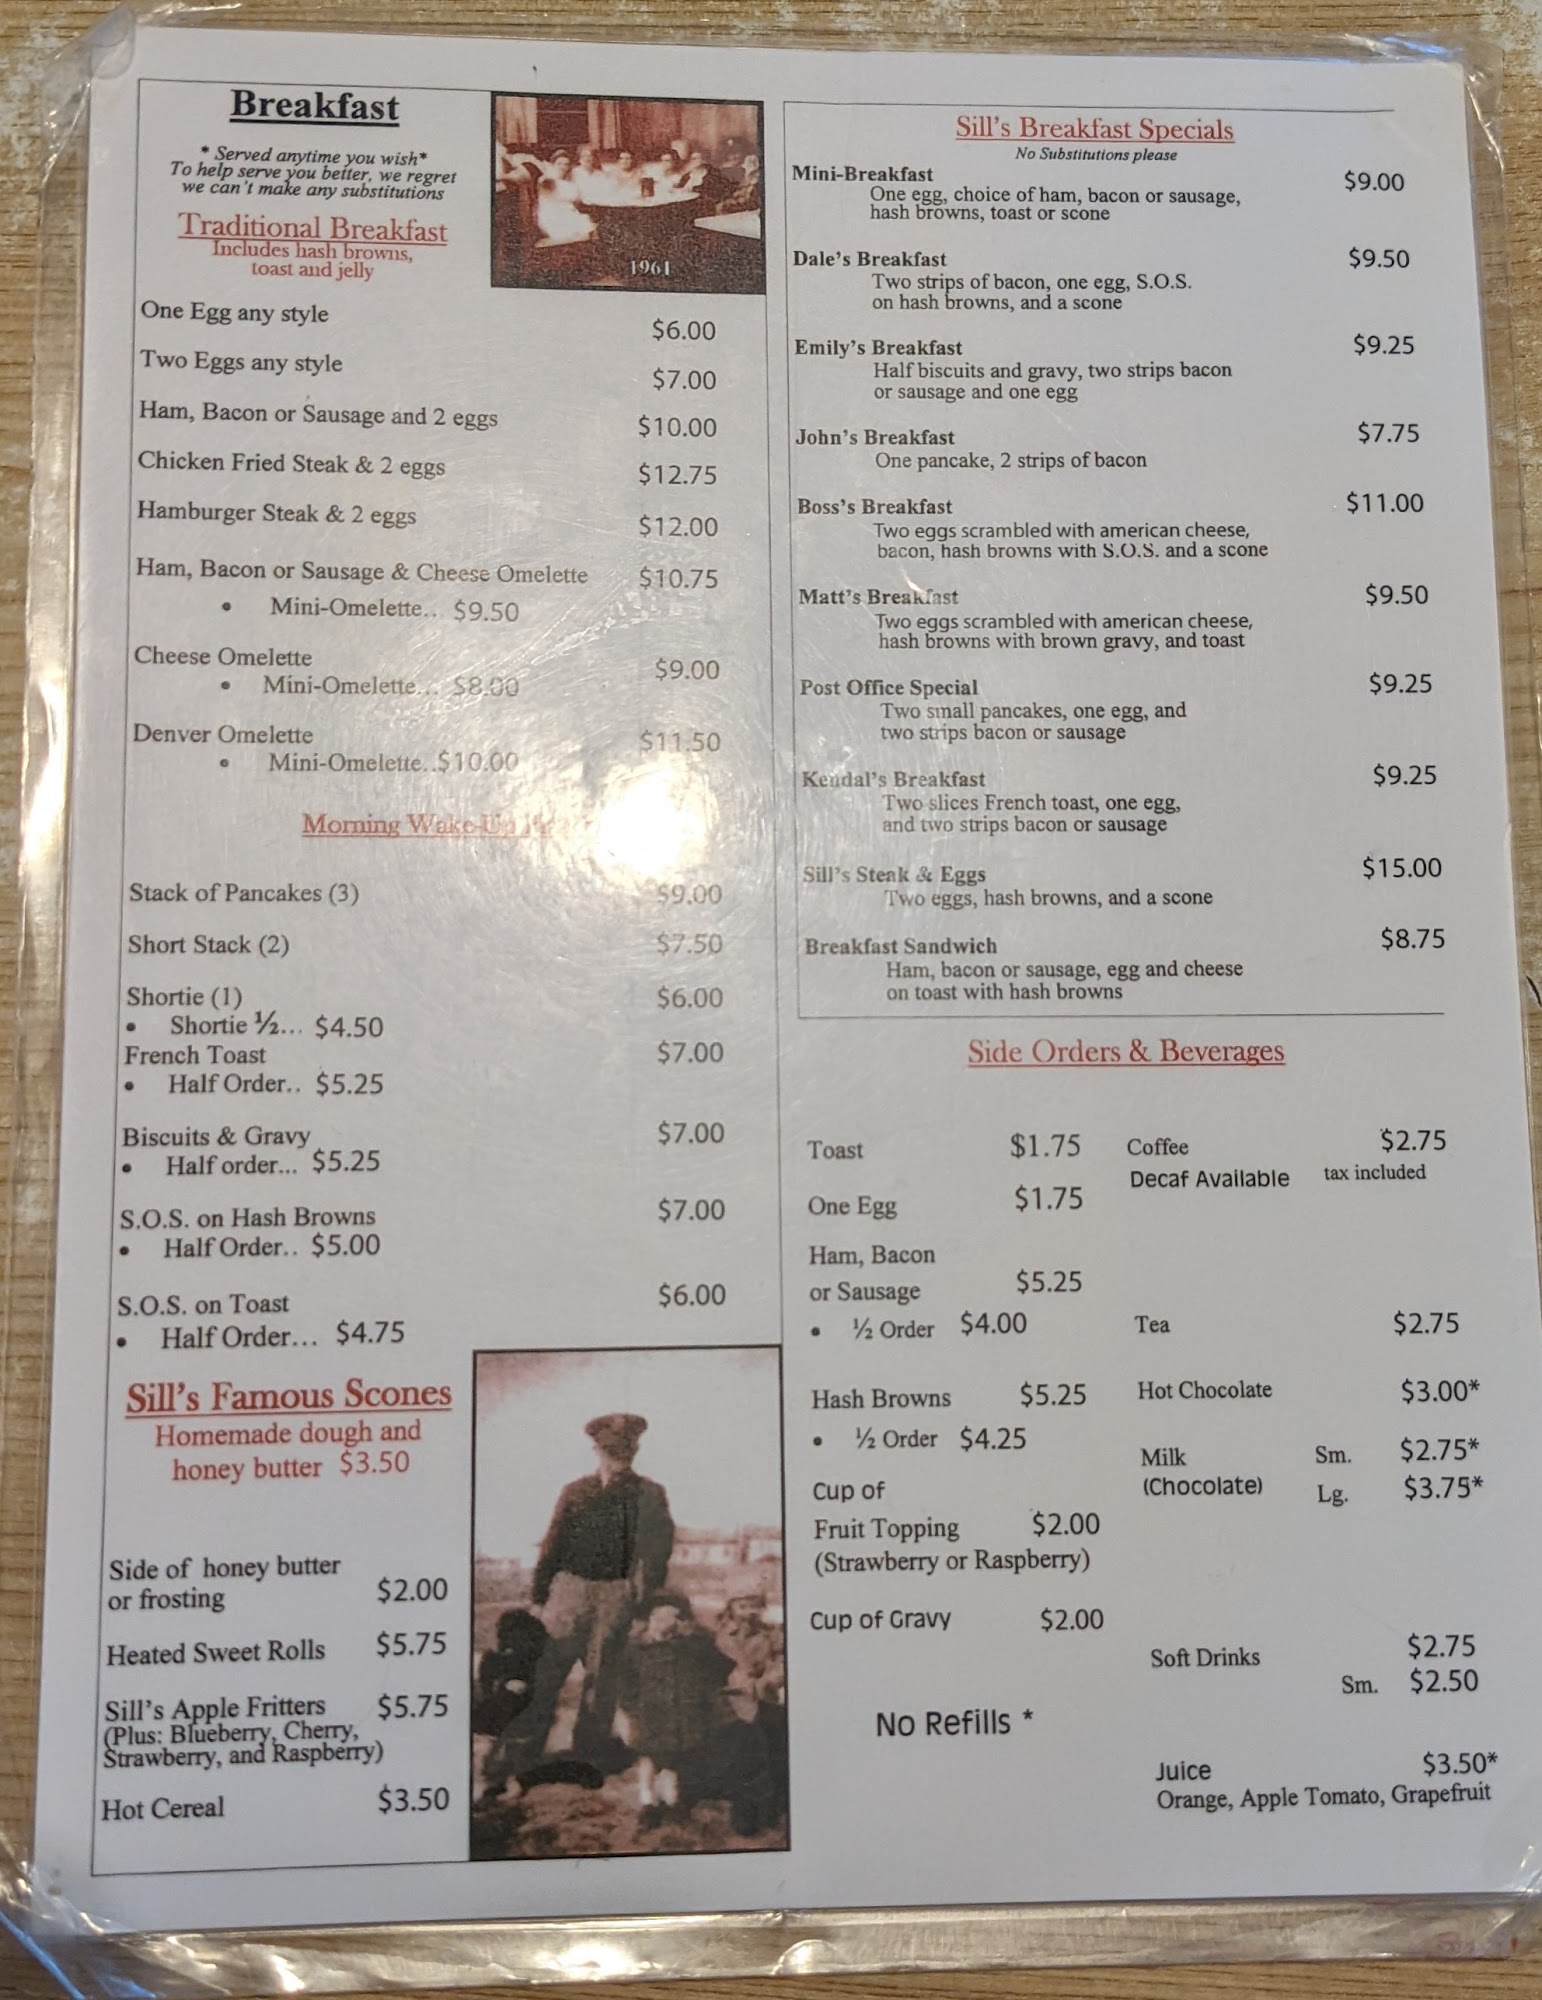 Breakfast
* Served anytime you wish*
To help serve you better, we regret
we can't make any substitutions
Traditional Breakfast
Includes hash browns,
toast and jelly
1961
One Egg any style $6.00
Two Eggs any style $7.00
Ham, Bacon or Sausage and 2 eggs $10.00
Chicken Fried Steak & 2 eggs $12.75
Hamburger Steak & 2 eggs $12.00
Ham, Bacon or Sausage & Cheese Omelette $10.75
• Mini-Omelette.. $9.50
Cheese Omelette $9.00
• Mini-Omelette... $8.00
Denver Omelette $11.50
• Mini-Omelette..$10.00
Morning Wake-Up
Stack of Pancakes (3) $9.00
Short Stack (2) $7.50
Shortie (1) $6.00
• Shortie ½... $4.50
French Toast $7.00
• Half Order.. $5.25
Biscuits & Gravy $7.00
• Half order... $5.25
S.O.S. on Hash Browns $7.00
• Half Order.. $5.00
S.O.S. on Toast $6.00
• Half Order... $4.75
Sill's Famous Scones
Homemade dough and
honey butter $3.50
Side of honey butter
or frosting $2.00
Heated Sweet Rolls $5.75
Sill's Apple Fritters $5.75
(Plus: Blueberry, Cherry,
Strawberry, and Raspberry)
Hot Cereal $3.50
Sill's Breakfast Specials
No Substitutions please
Mini-Breakfast $9.00
One egg, choice of ham, bacon or sausage,
hash browns, toast or scone
Dale's Breakfast $9.50
Two strips of bacon, one egg, S.O.S.
on hash browns, and a scone
Emily's Breakfast $9.25
Half biscuits and gravy, two strips bacon
or sausage and one egg
John's Breakfast $7.75
One pancake, 2 strips of bacon
Boss's Breakfast $11.00
Two eggs scrambled with american cheese,
bacon, hash browns with S.O.S. and a scone
Matt's Breakfast $9.50
Two eggs scrambled with american cheese,
hash browns with brown gravy, and toast
Post Office Special $9.25
Two small pancakes, one egg, and
two strips bacon or sausage
Kendal's Breakfast $9.25
Two slices French toast, one egg,
and two strips bacon or sausage
Sill's Steak & Eggs $15.00
Two eggs, hash browns, and a scone
Breakfast Sandwich $8.75
Ham, bacon or sausage, egg and cheese
on toast with hash browns
Side Orders & Beverages
Toast $1.75
One Egg $1.75
Ham, Bacon
or Sausage $5.25
• ½ Order $4.00
Hash Browns $5.25
• ½ Order $4.25
Cup of
Fruit Topping $2.00
(Strawberry or Raspberry)
Cup of Gravy $2.00
No Refills *
Coffee $2.75
Decaf Available tax included
Tea $2.75
Hot Chocolate $3.00*
Milk Sm. $2.75*
(Chocolate) Lg. $3.75*
Soft Drinks $2.75
Sm. $2.50
Juice $3.50*
Orange, Apple Tomato, Grapefruit